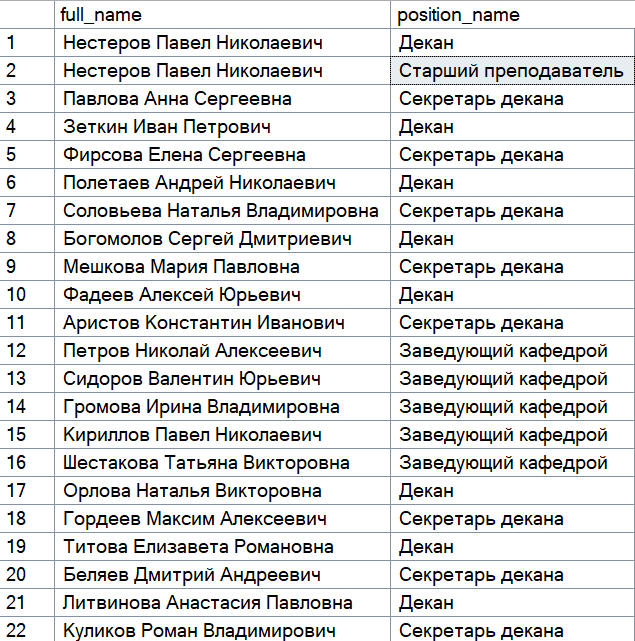 full_name position_name
1 Нестеров Павел Николаевич Декан
2 Нестеров Павел Николаевич Старший преподаватель
3 Павлова Анна Сергеевна Секретарь декана
4 Зеткин Иван Петрович Декан
5 Фирсова Елена Сергеевна Секретарь декана
6 Полетаев Андрей Николаевич Декан
7 Соловьева Наталья Владимировна Секретарь декана
8 Богомолов Сергей Дмитриевич Декан
9 Мешкова Мария Павловна Секретарь декана
10 Фадеев Алексей Юрьевич Декан
11 Аристов Константин Иванович Секретарь декана
12 Петров Николай Алексеевич Заведующий кафедрой
13 Сидоров Валентин Юрьевич Заведующий кафедрой
14 Громова Ирина Владимировна Заведующий кафедрой
15 Кириллов Павел Николаевич Заведующий кафедрой
16 Шестакова Татьяна Викторовна Заведующий кафедрой
17 Орлова Наталья Викторовна Декан
18 Гордеев Максим Алексеевич Секретарь декана
19 Титова Елизавета Романовна Декан
20 Беляев Дмитрий Андреевич Секретарь декана
21 Литвинова Анастасия Павловна Декан
22 Куликов Роман Владимирович Секретарь декана